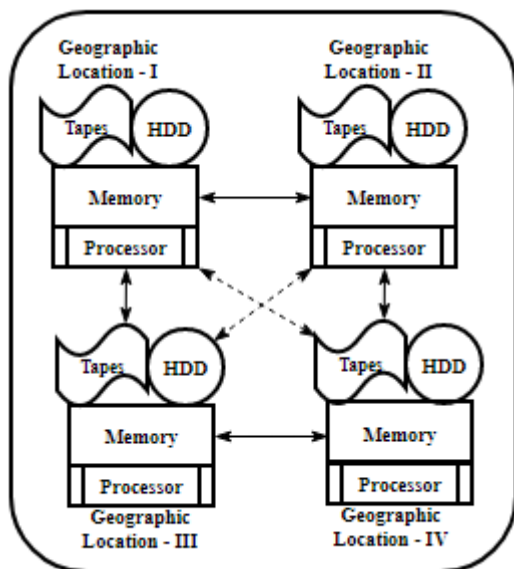 Geographic
Location - I
Geographic
Location - II
Tapes
HDD
Tapes
HDD
Memory
Memory
Processor
Processor
Tapes
HDD
Tapes
HDD
Memory
Memory
Processor
Processor
Geographic
Location - III
Geographic
Location - IV